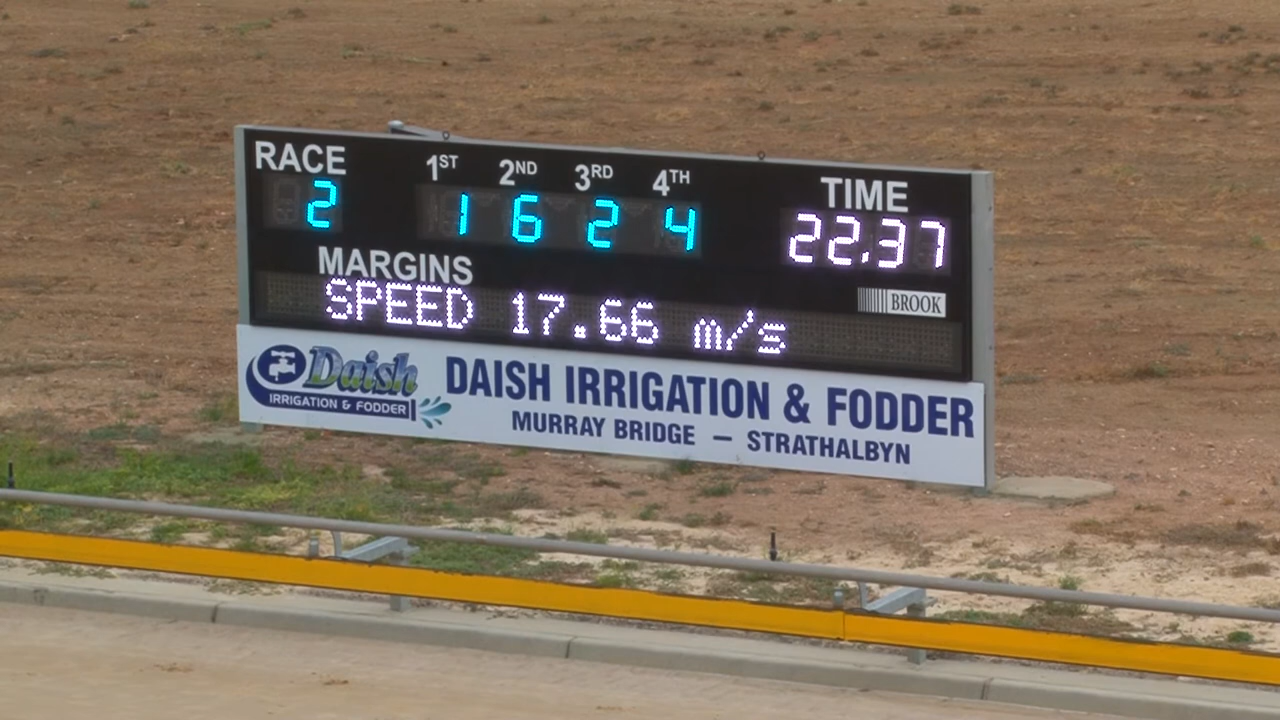 RACE 1ST 2ND 3RD 4TH TIME
2 1 6 2 4 22.37
MARGINS
SPEED 17.66 m/s
BROOK
Daish
IRRIGATION & FODDER
DAISH IRRIGATION & FODDER
MURRAY BRIDGE – STRATHALBYN